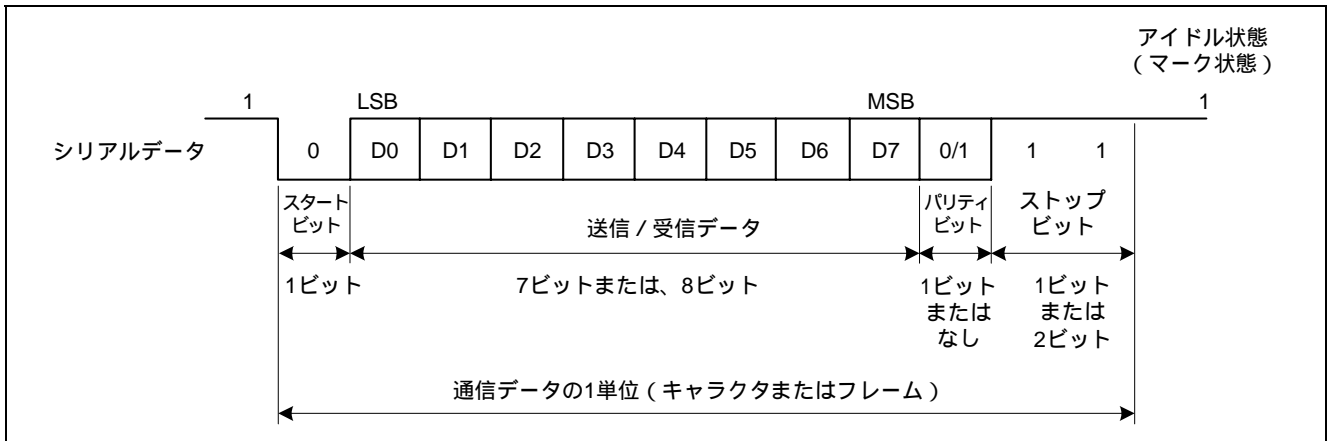 アイドル状態
（マーク状態）
1 LSB MSB 1
シリアルデータ 0 D0 D1 D2 D3 D4 D5 D6 D7 0/1 1 1
スタート
ビット
送信 / 受信データ
パリティ
ビット
ストップ
ビット
1ビット
7ビットまたは、8ビット
1ビット
または
なし
1ビット
または
2ビット
通信データの1単位（キャラクタまたはフレーム）